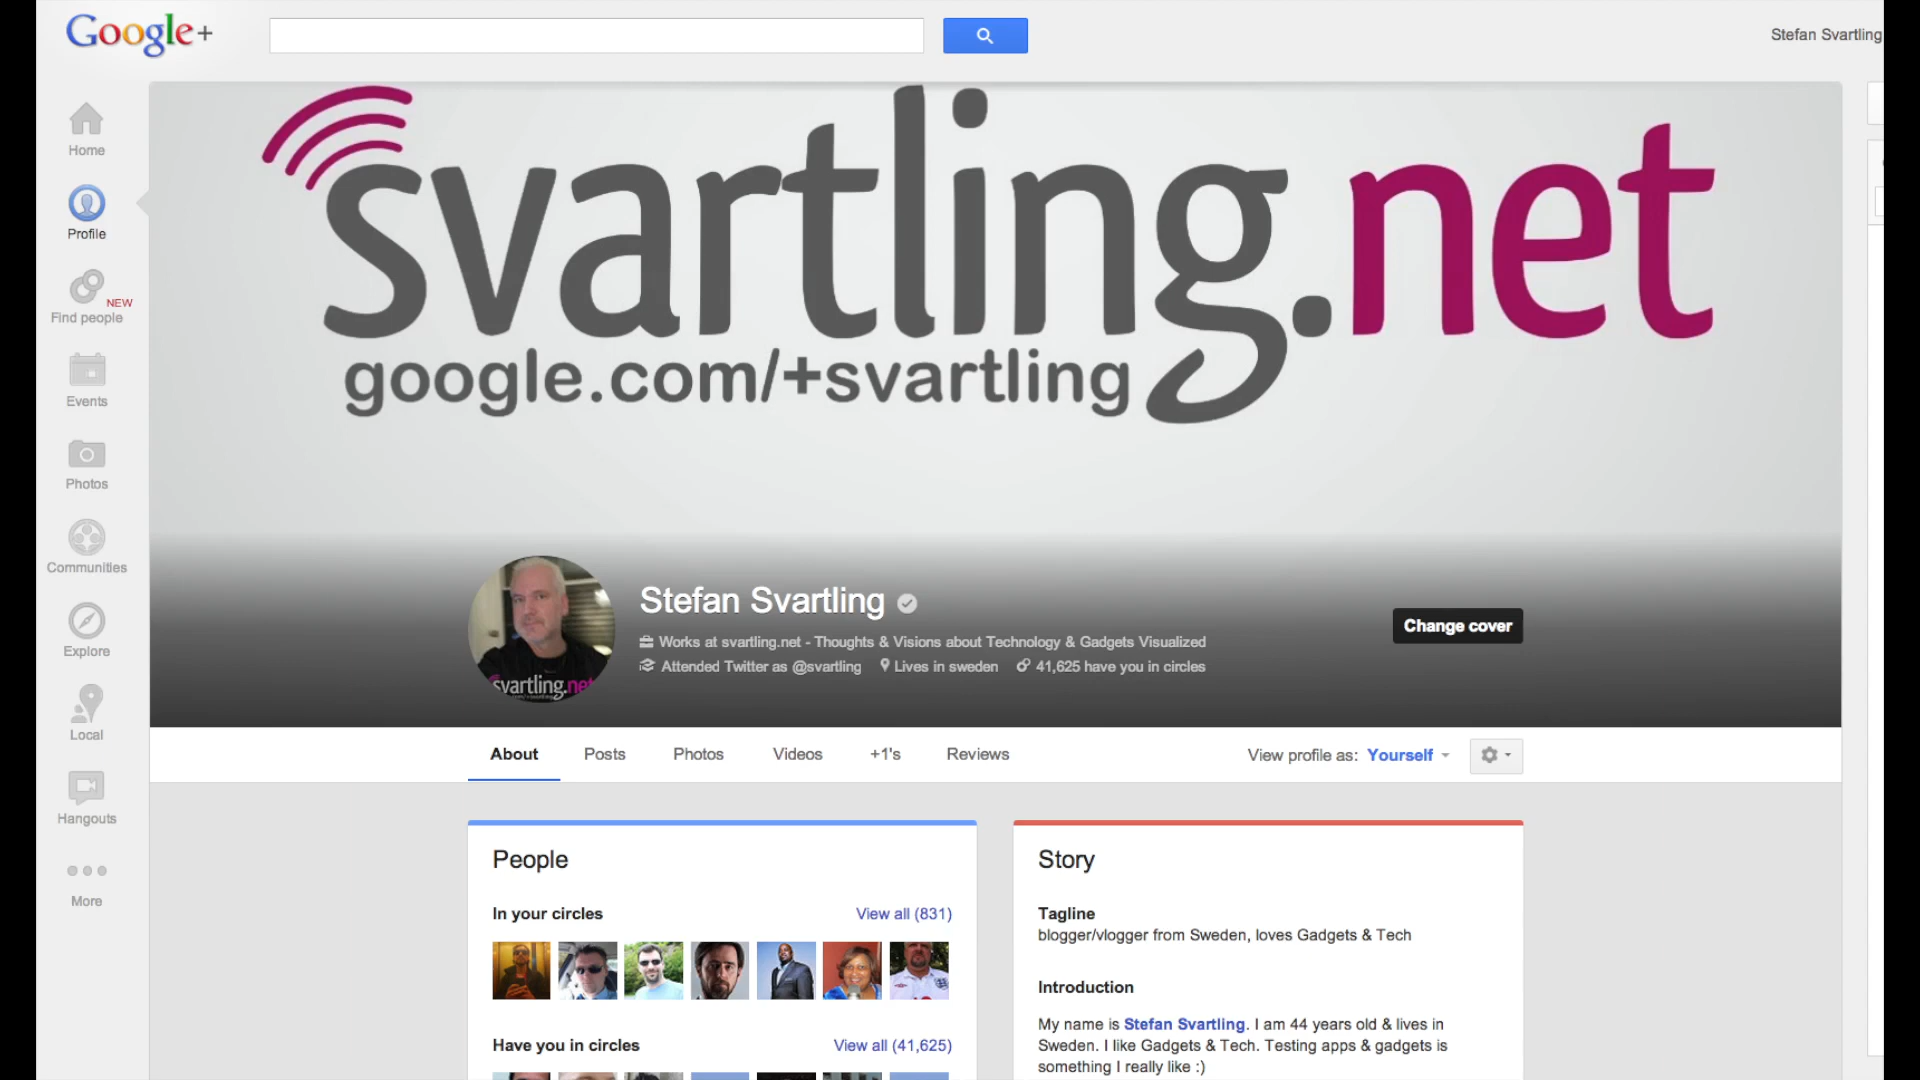 Google+
Stefan Svartling
svartling.net
google.com/+svartling
Home
Profile
NEW
Find people
Events
Photos
Communities
Explore
Local
Hangouts
More
svartling.net
Stefan Svartling
Works at svartling.net - Thoughts & Visions about Technology & Gadgets Visualized
Attended Twitter as @svartling Lives in sweden 41,625 have you in circles
Change cover
About Posts Photos Videos +1's Reviews
View profile as: Yourself
People
In your circles View all (831)
Have you in circles View all (41,625)
Story
Tagline
blogger/vlogger from Sweden, loves Gadgets & Tech
Introduction
My name is Stefan Svartling. I am 44 years old & lives in
Sweden. I like Gadgets & Tech. Testing apps & gadgets is
something I really like :)